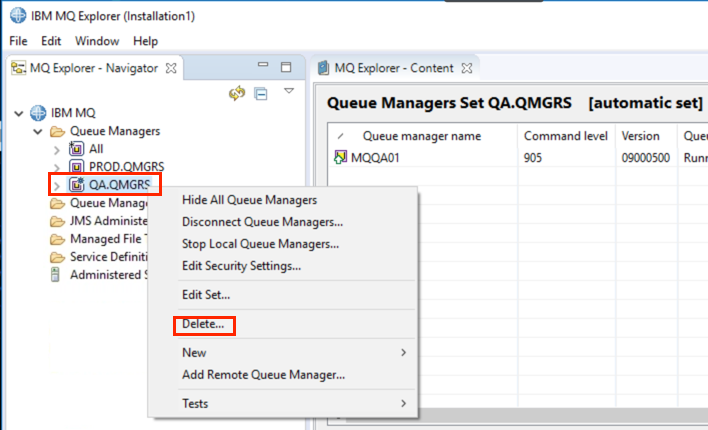 IBM MQ Explorer (Installation1)
File Edit Window Help
MQ Explorer - Navigator
IBM MQ
Queue Managers
All
PROD.QMGRS
QA.QMGRS
Queue Manage
JMS Administe
Managed File T
Service Definiti
Administered S
Hide All Queue Managers
Disconnect Queue Managers...
Stop Local Queue Managers...
Edit Security Settings...
Edit Set...
Delete...
New
Add Remote Queue Manager...
Tests
MQ Explorer - Content
Queue Managers Set QA.QMGRS [automatic set]
Queue manager name Command level Version Queu
MQQA01 905 09000500 Runn